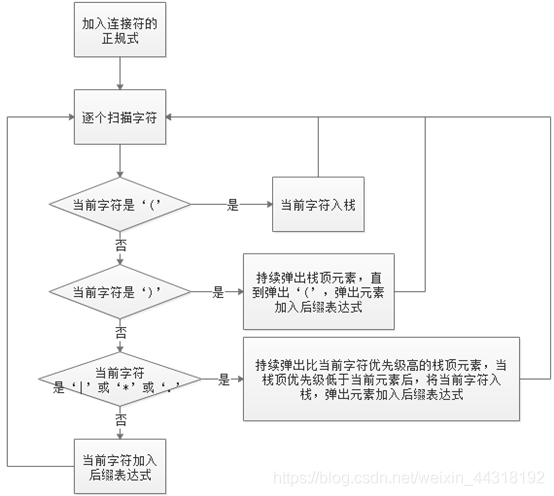 加入连接符的
正规式
逐个扫描字符
当前字符是‘(’
是
当前字符入栈
否
当前字符是‘)’
是
持续弹出栈顶元素，直
到弹出‘(’，弹出元素
加入后缀表达式
否
当前字符
是‘|’或‘*’或‘.’
是
持续弹出比当前字符优先级高的栈顶元素，当
栈顶优先级低于当前元素后，将当前字符入
栈，弹出元素加入后缀表达式
否
当前字符加入
后缀表达式
https://blog.csdn.net/weixin_44318192